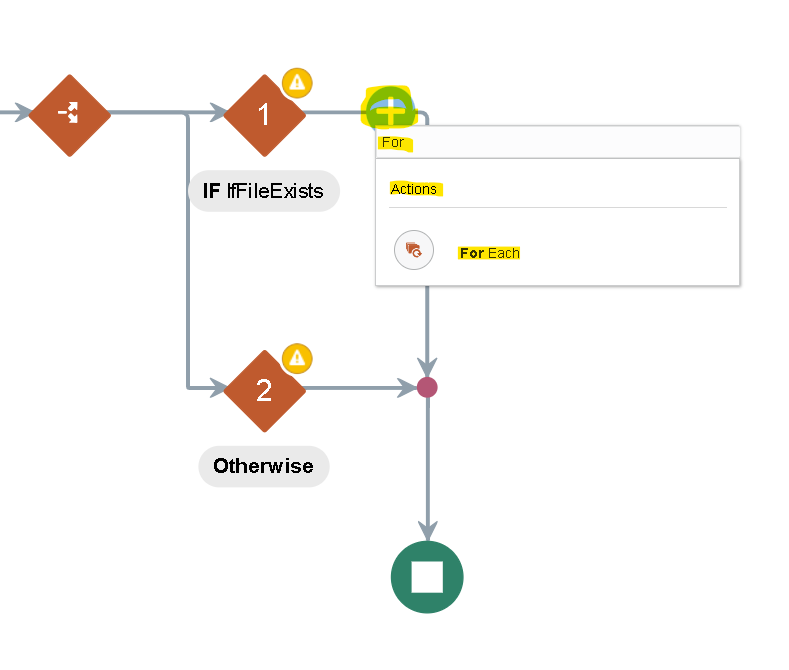 1
IF IfFileExists
For
Actions
For Each
2
Otherwise